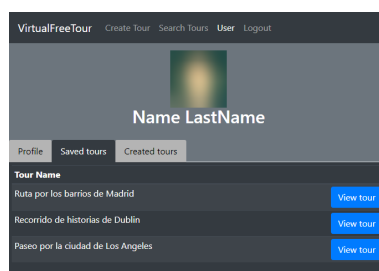 VirtualFreeTour Create Tour Search Tours User Logout
Name LastName
Profile Saved tours Created tours
Tour Name
Ruta por los barrios de Madrid View tour
Recorrido de historias de Dublin View tour
Paseo por la ciudad de Los Angeles View tour